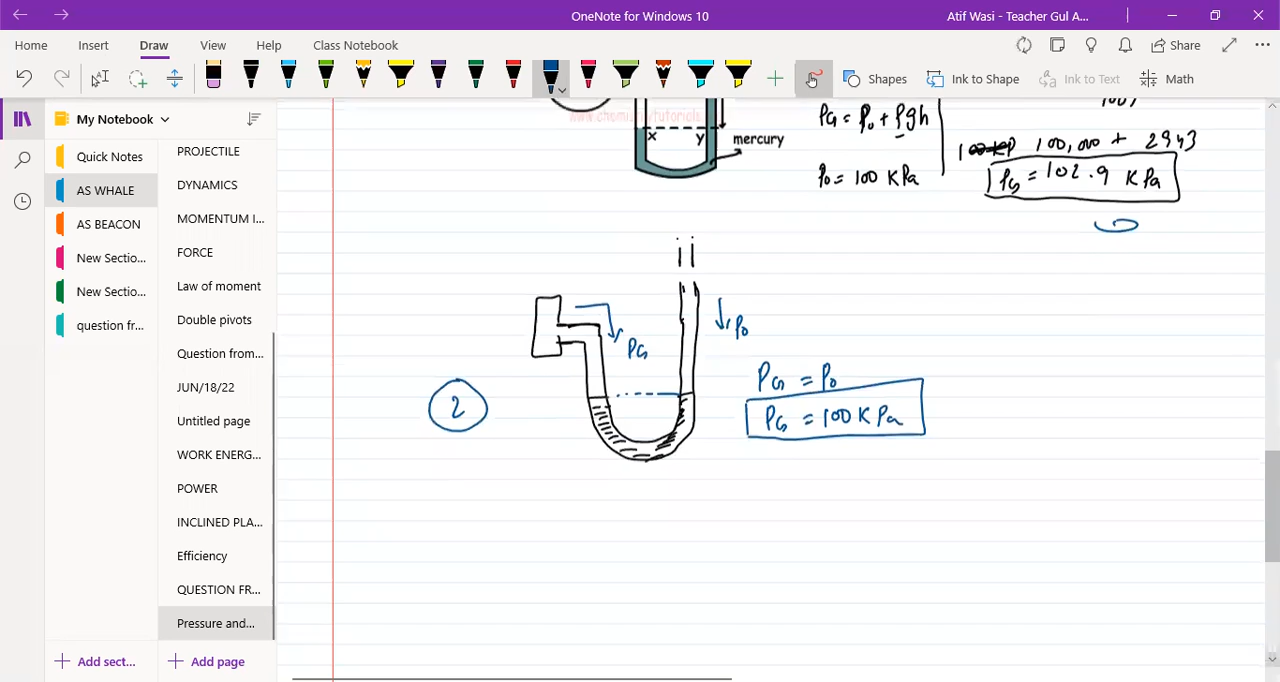 OneNote for Windows 10
Atif Wasi - Teacher Gul A...
Home Insert Draw View Help Class Notebook
Share
Shapes Ink to Shape Ink to Text Math
My Notebook
Quick Notes
AS WHALE
AS BEACON
New Sectio...
New Sectio...
question fr...
Add sect...
PROJECTILE
DYNAMICS
MOMENTUM I...
FORCE
Law of moment
Double pivots
Question from...
JUN/18/22
Untitled page
WORK ENERG...
POWER
INCLINED PLA...
Efficiency
QUESTION FR...
Pressure and...
Add page
x y
mercury
PG = Po + ρgh
Po = 100 KPa
100,000 + 2943
PG = 102.9 KPa
PG
Po
2
PG = Po
PG = 100 KPa